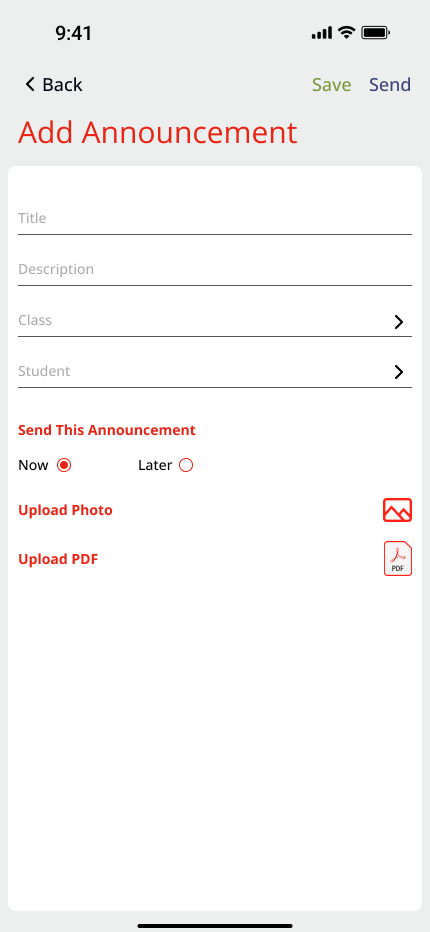 9:41
Back Save Send
Add Announcement
Title
Description
Class
Student
Send This Announcement
Now Later
Upload Photo
Upload PDF
PDF